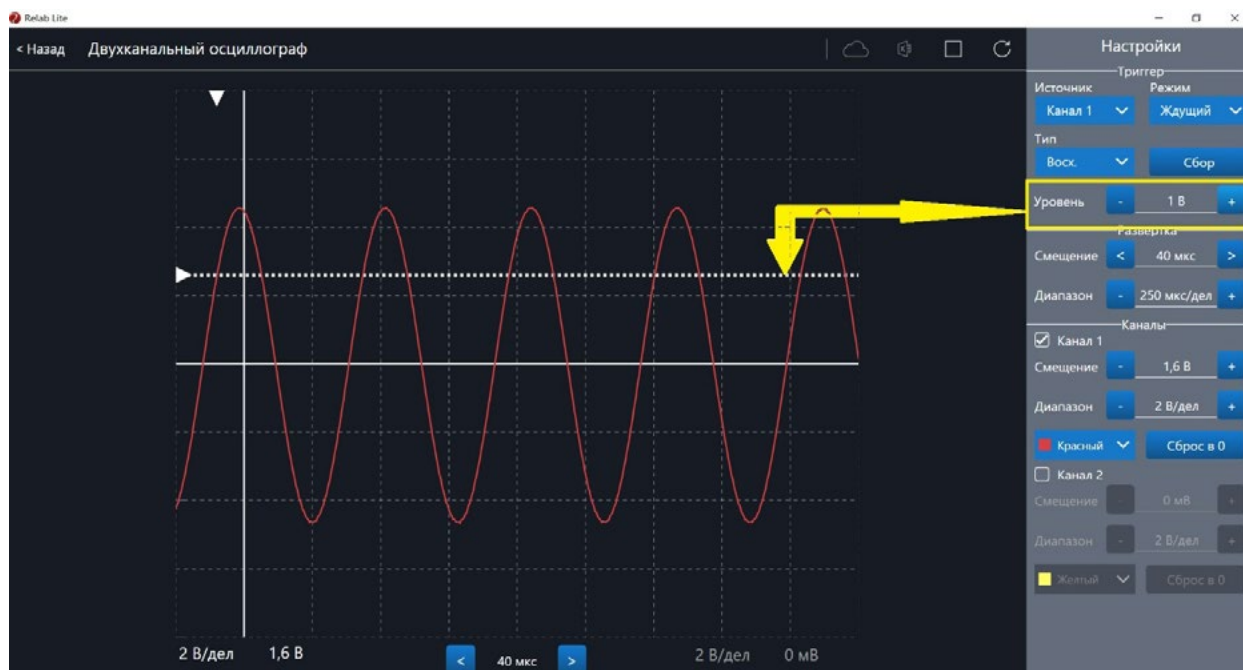 Relab Lite
< Назад Двухканальный осциллограф
Настройки
Триггер
Источник Режим
Канал 1 Ждущий
Тип
Восх. Сбор
Уровень - 1 В +
Развертка
Смещение < 40 мкс >
Диапазон - 250 мкс/дел +
Каналы
Канал 1
Смещение - 1,6 В +
Диапазон - 2 В/дел +
Красный Сброс в 0
Канал 2
Смещение - 0 мВ +
Диапазон - 2 В/дел +
Желтый Сброс в 0
2 В/дел 1,6 В < 40 мкс > 2 В/дел 0 мВ